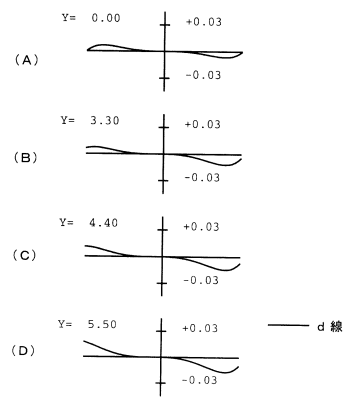 Y= 0.00
+0.03
(A)
-0.03
Y= 3.30
+0.03
(B)
-0.03
Y= 4.40
+0.03
(C)
-0.03
Y= 5.50
+0.03
d 線
(D)
-0.03